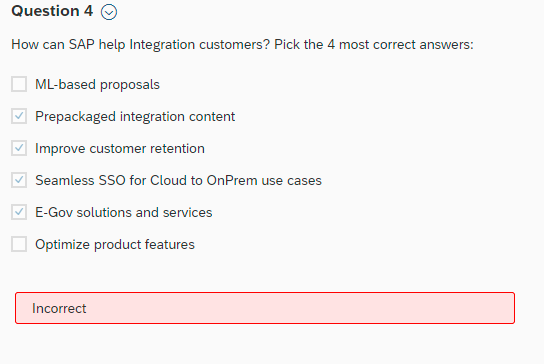 Question 4
How can SAP help Integration customers? Pick the 4 most correct answers:
ML-based proposals
Prepackaged integration content
Improve customer retention
Seamless SSO for Cloud to OnPrem use cases
E-Gov solutions and services
Optimize product features
Incorrect